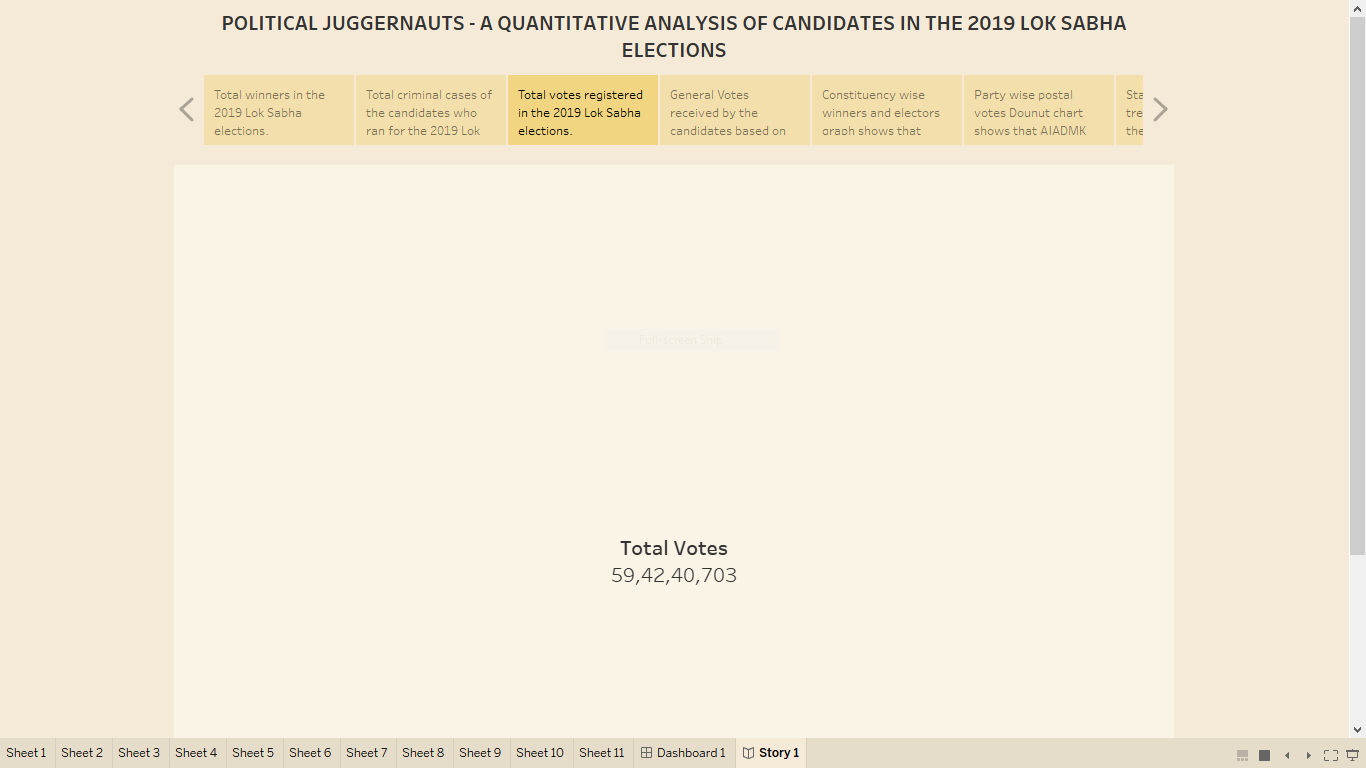 POLITICAL JUGGERNAUTS - A QUANTITATIVE ANALYSIS OF CANDIDATES IN THE 2019 LOK SABHA
ELECTIONS
Total winners in the
2019 Lok Sabha
elections.
Total criminal cases of
the candidates who
ran for the 2019 Lok
Total votes registered
in the 2019 Lok Sabha
elections.
General Votes
received by the
candidates based on
Constituency wise
winners and electors
graph shows that
Party wise postal
votes Dounut chart
shows that AIADMK
Sta
tre
the
Full-screen Snip
Total Votes
59,42,40,703
Sheet 1 Sheet 2 Sheet 3 Sheet 4 Sheet 5 Sheet 6 Sheet 7 Sheet 8 Sheet 9 Sheet 10 Sheet 11 Dashboard 1 Story 1